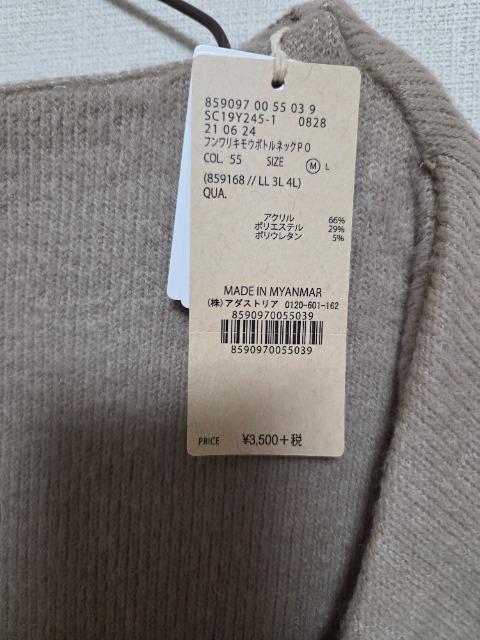 859097 00 55 03 9
SC19Y245-1 0828
21 06 24
フンワリキモウボトルネックPO
COL. 55 SIZE M L
(859168 // LL 3L 4L)
QUA.
アクリル 66%
ポリエステル 29%
ポリウレタン 5%
MADE IN MYANMAR
(株)アダストリア 0120-601-162
8590970055039
8590970055039
PRICE ¥3,500+税